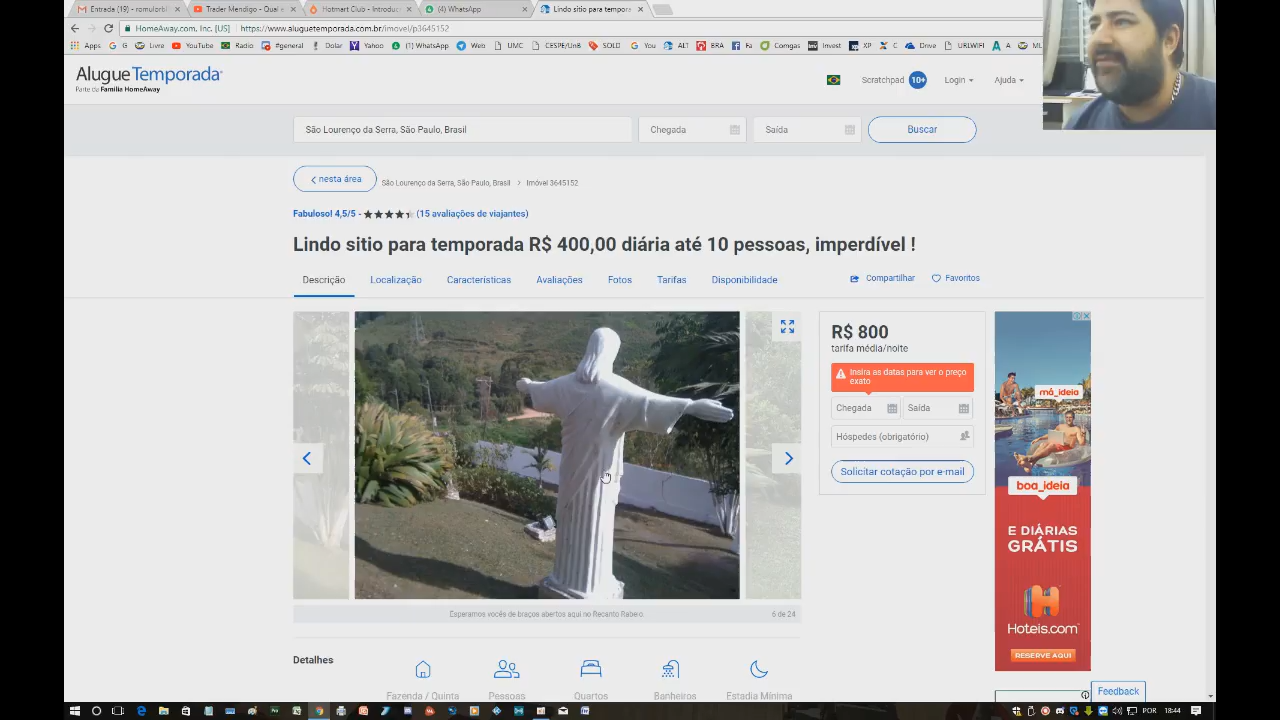 Entrada (19) - romulorbl
Trader Mendigo - Qual e
Hotmart Club - Introduc
(4) WhatsApp
Lindo sitio para tempora
HomeAway.com, Inc. [US]
https://www.aluguetemporada.com.br/imovel/p3645152
Apps
G
Livre
YouTube
Radio
#general
Dolar
Yahoo
(1) WhatsApp
Web
UMC
CESPE/UnB
SOLD
You
ALT
BRA
Fa
Comgas
Invest
XP
C
Drive
URLWIFI
A
ML
AlugueTemporada
Parte da Família HomeAway
Scratchpad 10+
Login
Ajuda
São Lourenço da Serra, São Paulo, Brasil
Chegada
Saída
Buscar
nesta área
São Lourenço da Serra, São Paulo, Brasil > Imóvel 3645152
Fabuloso! 4,5/5 - (15 avaliações de viajantes)
Lindo sitio para temporada R$ 400,00 diária até 10 pessoas, imperdível !
Descrição
Localização
Características
Avaliações
Fotos
Tarifas
Disponibilidade
Compartilhar
Favoritos
R$ 800
tarifa média/noite
Insira as datas para ver o preço
exato
Chegada
Saída
Hóspedes (obrigatório)
Solicitar cotação por e-mail
má_ideia
boa_ideia
E DIÁRIAS
GRÁTIS
H
Hoteis.com
RESERVE AQUI
Esperamos vocês de braços abertos aqui no Recanto Rabelo
6 de 24
Detalhes
Fazenda / Quinta
Pessoas
Quartos
Banheiros
Estadia Mínima
Feedback
POR
18:44